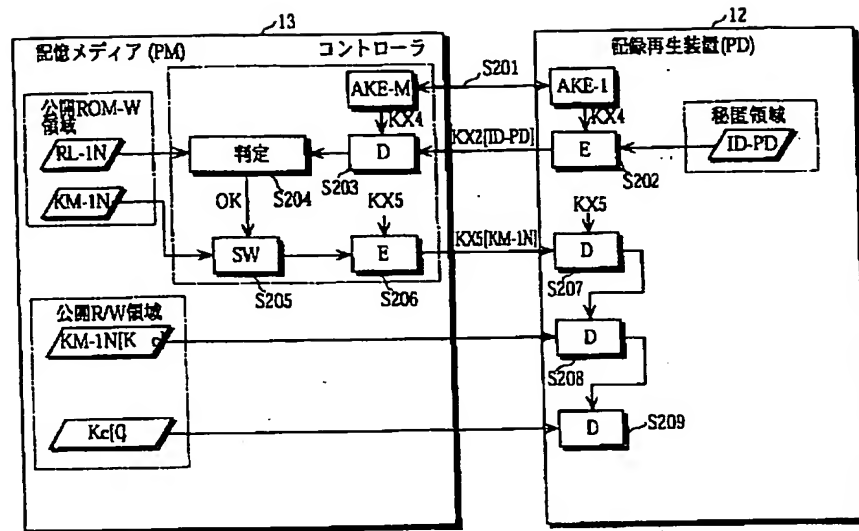 13
12
記憶メディア (PM)
コントローラ
記録再生装置(PD)
公開ROM-W
領域
AKE-M
S201
AKE-1
秘匿領域
KX4
KX4
RL-1N
判定
D
KX2[ID-PD]
E
ID-PD
S204
S203
S202
KM-1N
OK
KX5
KX5
SW
E
KX5[KM-1N]
D
S205
S206
S207
公開R/W領域
KM-1N[K c]
D
S208
Kc[C]
D
S209